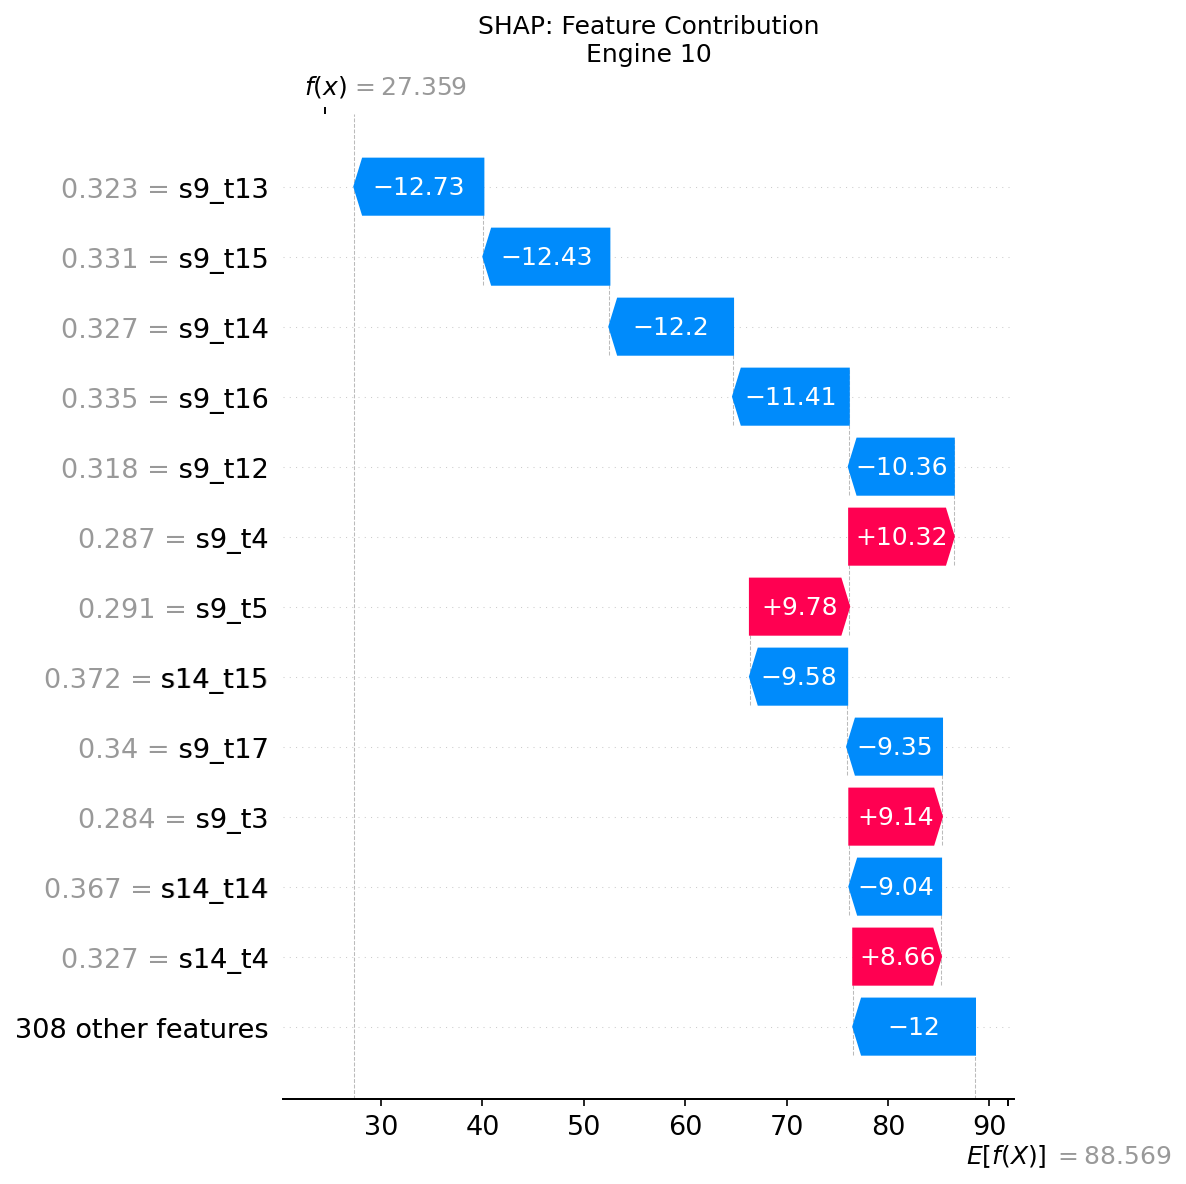 SHAP: Feature Contribution
Engine 10
f(x) = 27.359
0.323 = s9_t13 −12.73
0.331 = s9_t15 −12.43
0.327 = s9_t14 −12.2
0.335 = s9_t16 −11.41
0.318 = s9_t12 −10.36
0.287 = s9_t4 +10.32
0.291 = s9_t5 +9.78
0.372 = s14_t15 −9.58
0.34 = s9_t17 −9.35
0.284 = s9_t3 +9.14
0.367 = s14_t14 −9.04
0.327 = s14_t4 +8.66
308 other features −12
30 40 50 60 70 80 90
E[f(X)] = 88.569